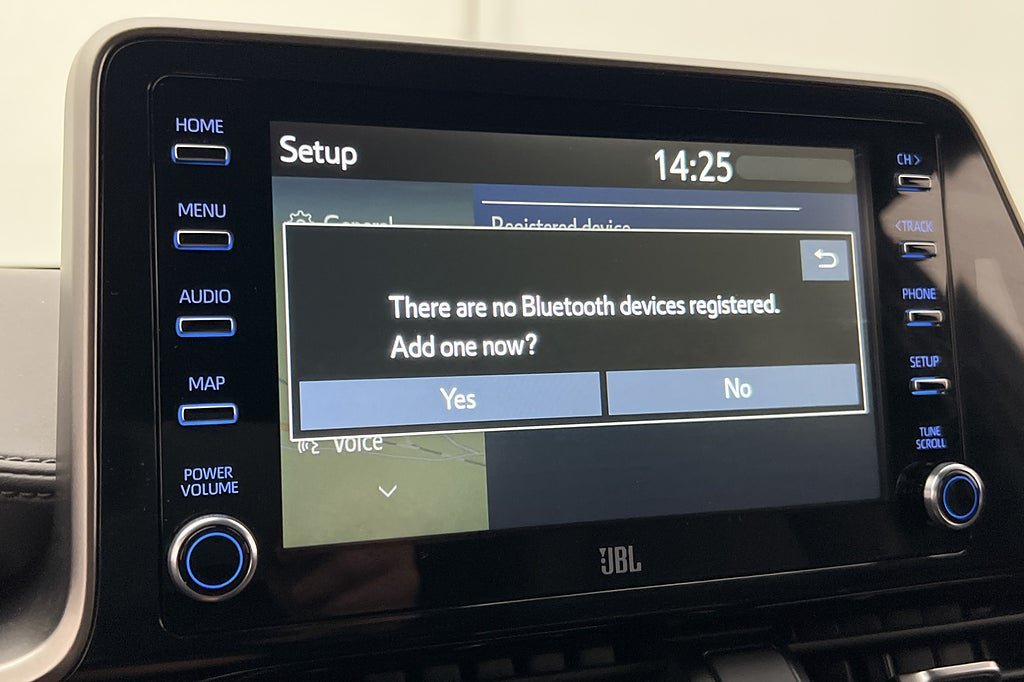 HOME
MENU
AUDIO
MAP
POWER
VOLUME
Setup
14:25
General
Registered device
There are no Bluetooth devices registered.
Add one now?
Yes
No
Voice
JBL
CH>
<TRACK
PHONE
SETUP
TUNE
SCROLL